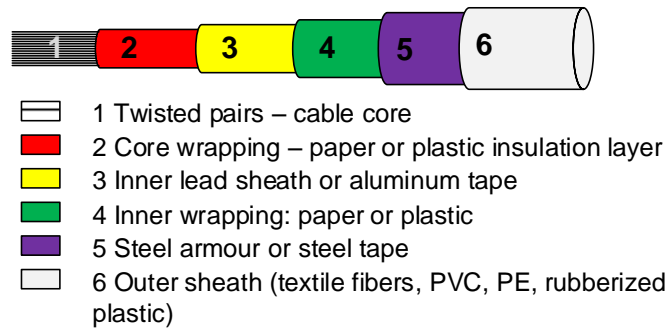 1 2 3 4 5 6
1 Twisted pairs – cable core
2 Core wrapping – paper or plastic insulation layer
3 Inner lead sheath or aluminum tape
4 Inner wrapping: paper or plastic
5 Steel armour or steel tape
6 Outer sheath (textile fibers, PVC, PE, rubberized
plastic)